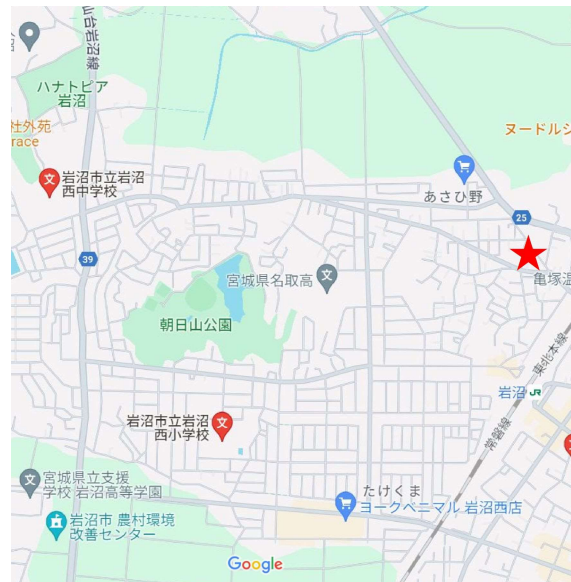 仙台岩沼線
ハナトピア
岩沼
社外苑
race
ヌードルシ
岩沼市立岩沼
西中学校
あさひ野
25
39
宮城県名取高
亀塚温
朝日山公園
東北本線
岩沼
JR
岩沼市立岩沼
西小学校
常磐線
宮城県立支援
学校 岩沼高等学園
たけくま
ヨークベニマル 岩沼西店
岩沼市 農村環境
改善センター
Google